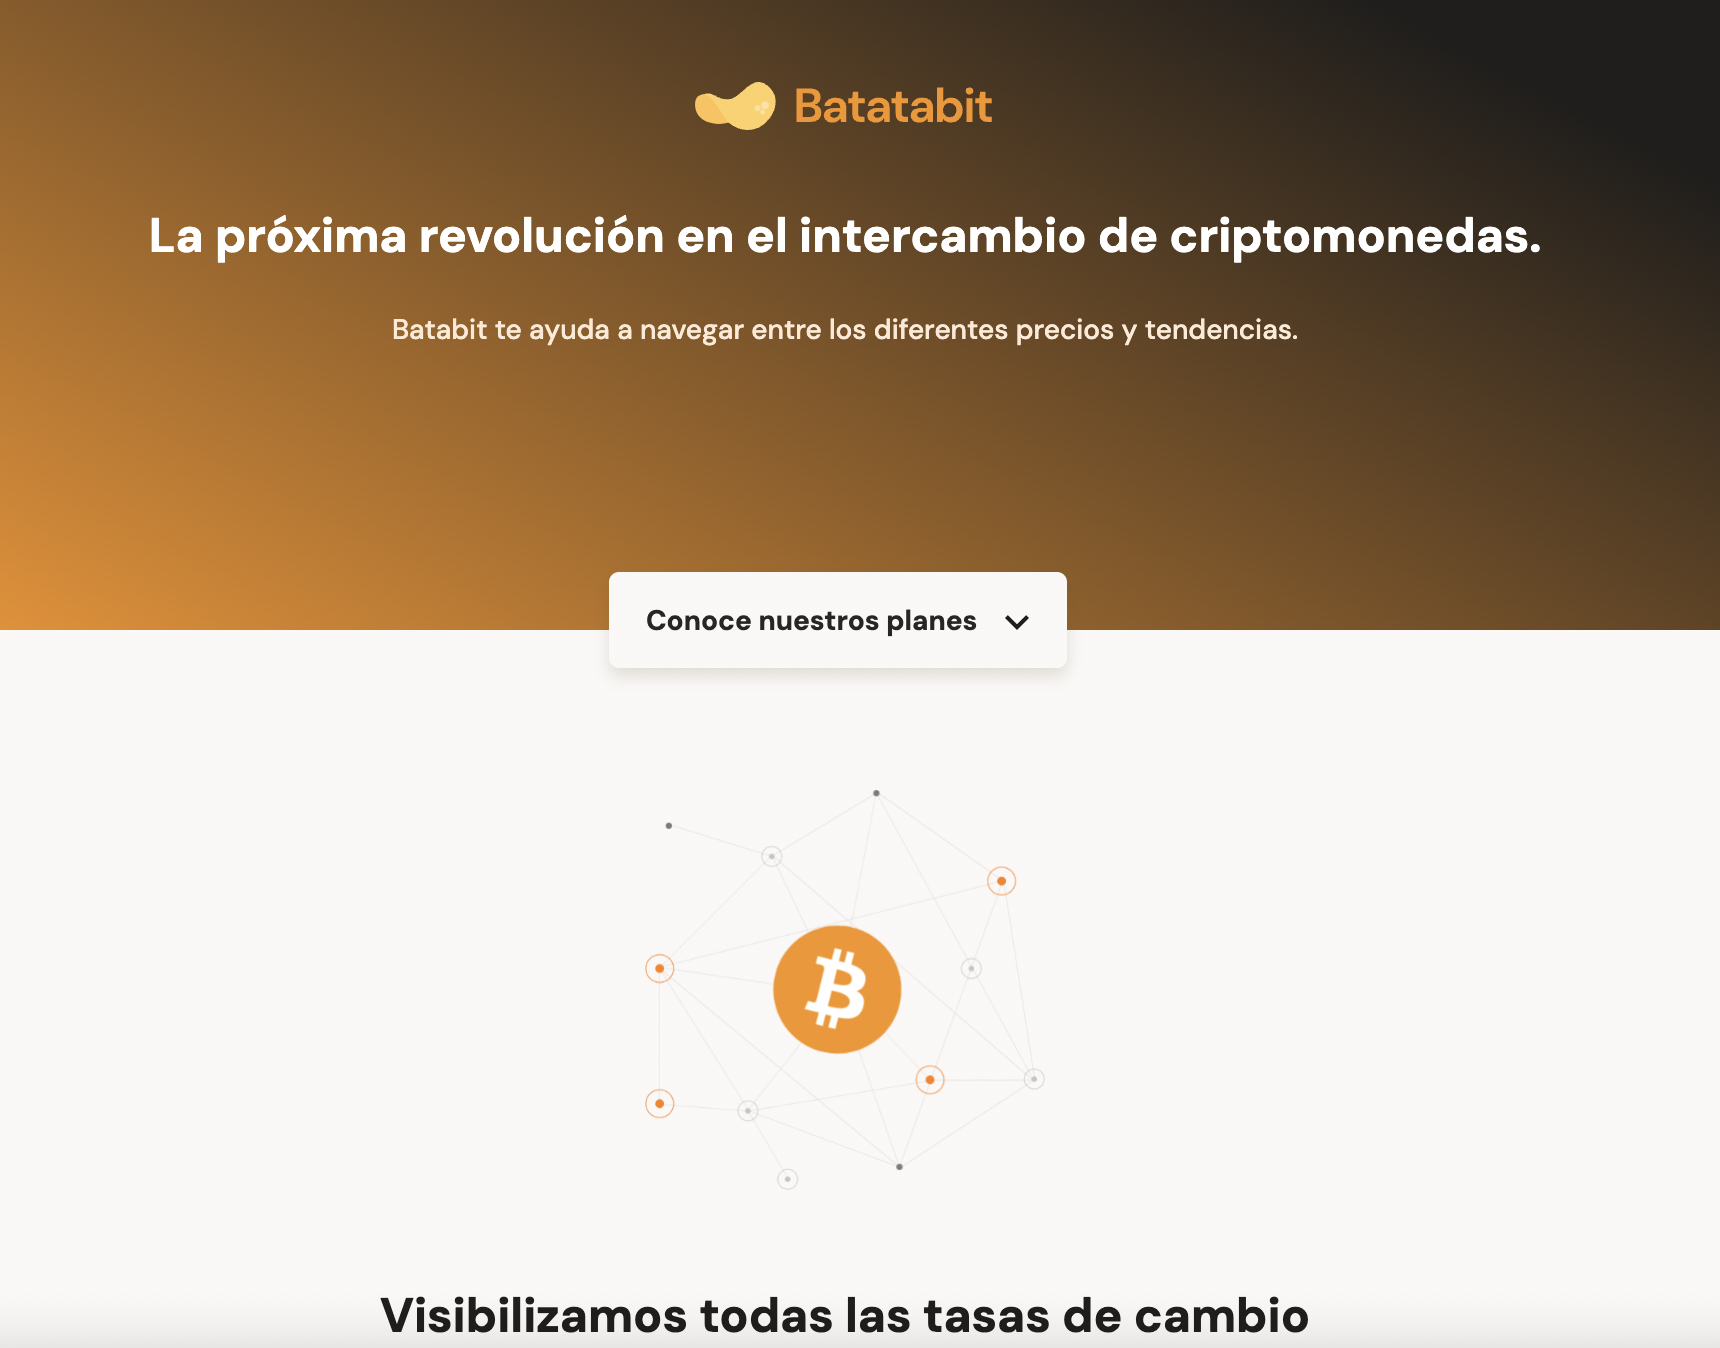 Batatabit
La próxima revolución en el intercambio de criptomonedas.
Batabit te ayuda a navegar entre los diferentes precios y tendencias.
Conoce nuestros planes
Visibilizamos todas las tasas de cambio